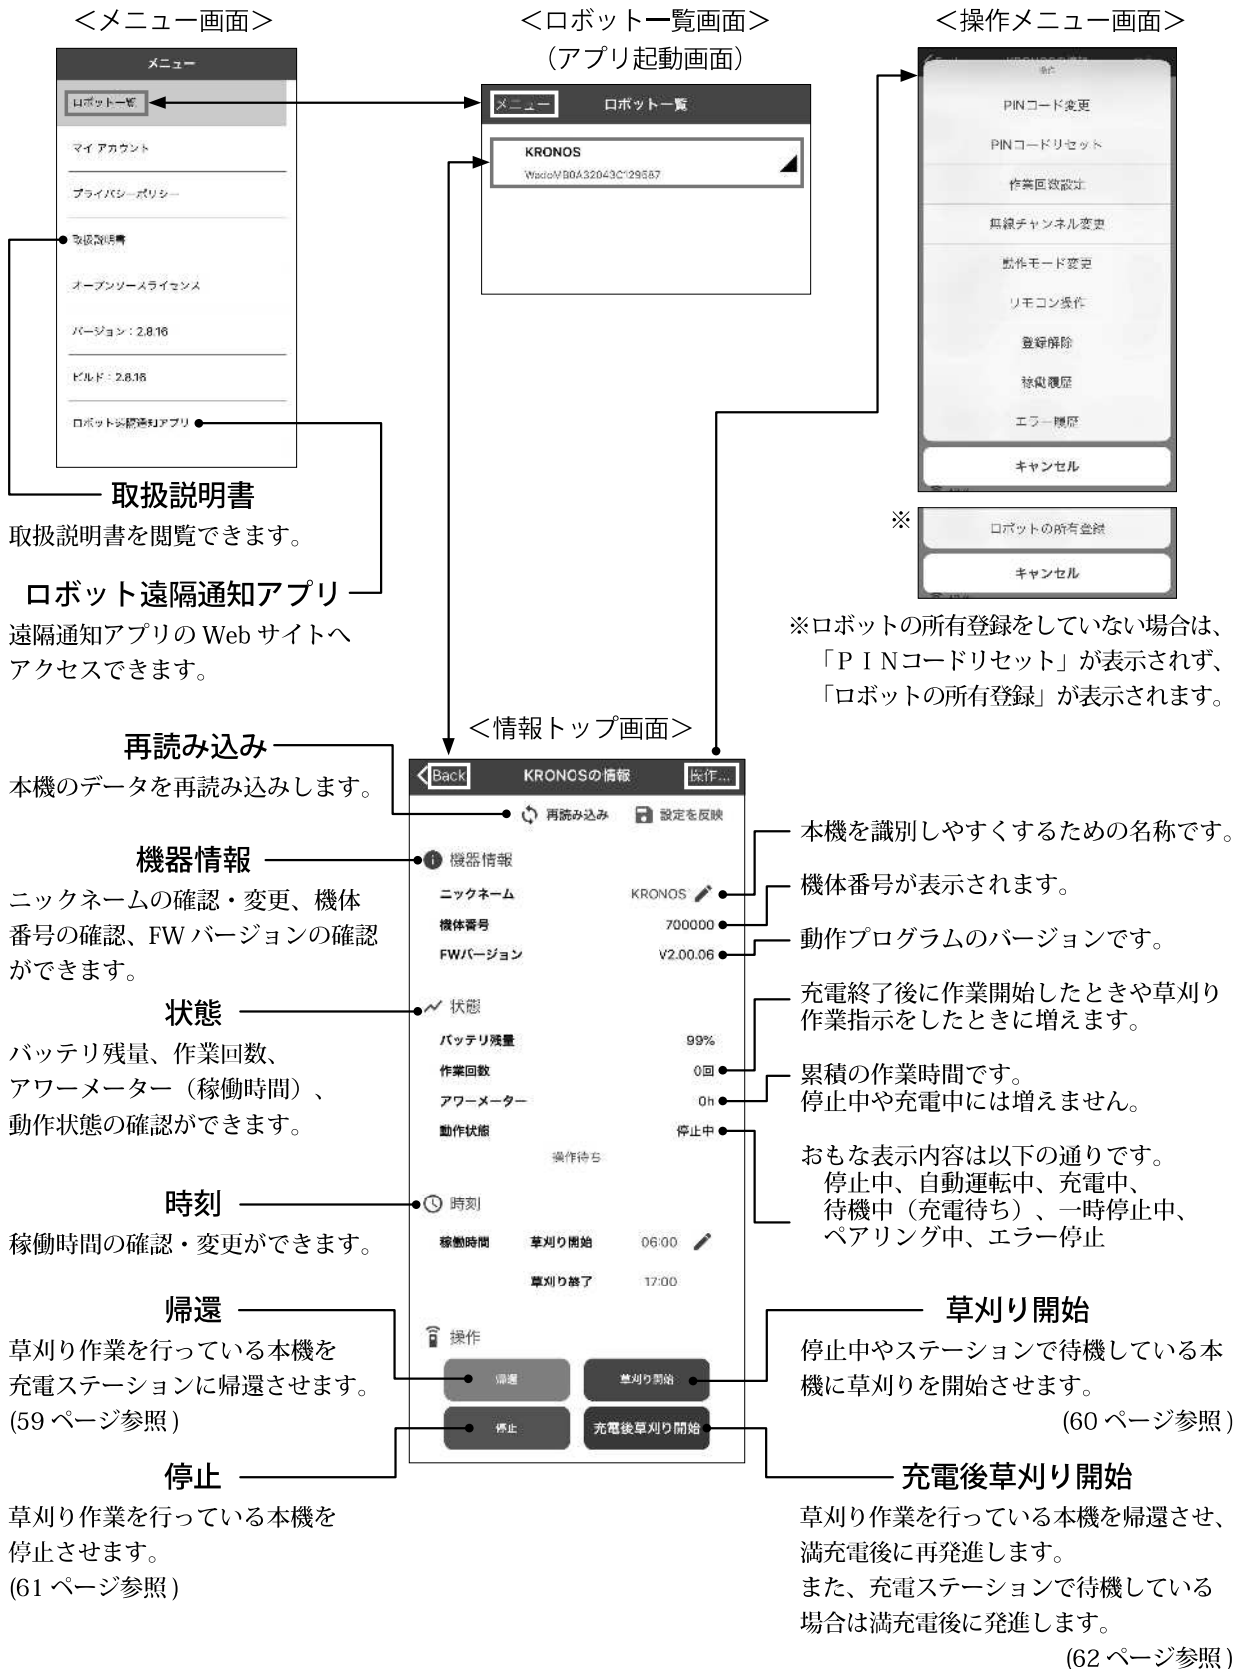 ＜メニュー画面＞
メニュー
ロボット一覧
マイ アカウント
プライバシーポリシー
取扱説明書
オープンソースライセンス
バージョン：2.8.16
ビルド：2.8.16
ロボット遠隔通知アプリ
取扱説明書
取扱説明書を閲覧できます。
ロボット遠隔通知アプリ
遠隔通知アプリの Web サイトへ
アクセスできます。
＜ロボット一覧画面＞
（アプリ起動画面）
メニュー ロボット一覧
KRONOS
＜操作メニュー画面＞
操作
PINコード変更
PINコードリセット
作業回数設定
無線チャンネル変更
動作モード変更
リモコン操作
登録解除
稼働履歴
エラー履歴
キャンセル
※
ロボットの所有登録
キャンセル
※ロボットの所有登録をしていない場合は、
「ＰＩＮコードリセット」が表示されず、
「ロボットの所有登録」が表示されます。
＜情報トップ画面＞
Back KRONOSの情報 操作...
再読み込み 設定を反映
機器情報
ニックネーム KRONOS
機体番号 700000
FWバージョン V2.00.06
状態
バッテリ残量 99%
作業回数 0回
アワーメーター 0h
動作状態 停止中
操作待ち
時刻
稼働時間 草刈り開始 06:00
草刈り終了 17:00
操作
帰還 草刈り開始
停止 充電後草刈り開始
再読み込み
本機のデータを再読み込みします。
機器情報
ニックネームの確認・変更、機体
番号の確認、FW バージョンの確認
ができます。
状態
バッテリ残量、作業回数、
アワーメーター（稼働時間）、
動作状態の確認ができます。
時刻
稼働時間の確認・変更ができます。
帰還
草刈り作業を行っている本機を
充電ステーションに帰還させます。
(59 ページ参照)
停止
草刈り作業を行っている本機を
停止させます。
(61 ページ参照)
本機を識別しやすくするための名称です。
機体番号が表示されます。
動作プログラムのバージョンです。
充電終了後に作業開始したときや草刈り
作業指示をしたときに増えます。
累積の作業時間です。
停止中や充電中には増えません。
おもな表示内容は以下の通りです。
停止中、自動運転中、充電中、
待機中（充電待ち）、一時停止中、
ペアリング中、エラー停止
草刈り開始
停止中やステーションで待機している本
機に草刈りを開始させます。
(60 ページ参照)
充電後草刈り開始
草刈り作業を行っている本機を帰還させ、
満充電後に再発進します。
また、充電ステーションで待機している
場合は満充電後に発進します。
(62 ページ参照)